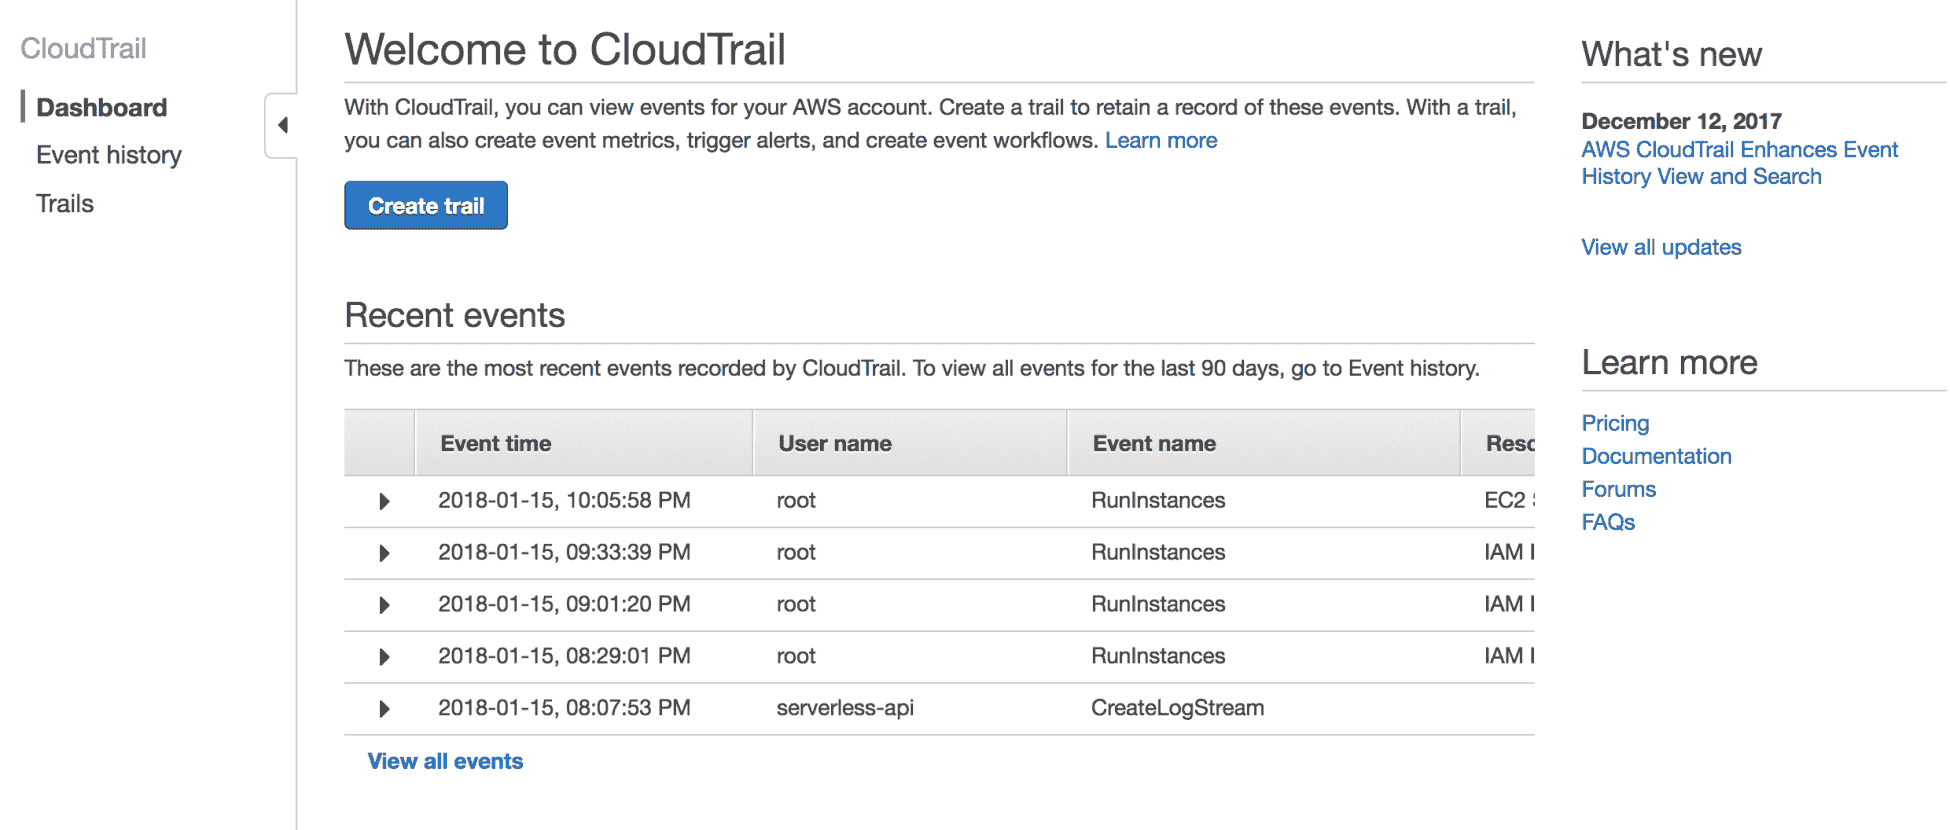 CloudTrail
Dashboard
Event history
Trails
Welcome to CloudTrail
With CloudTrail, you can view events for your AWS account. Create a trail to retain a record of these events. With a trail,
you can also create event metrics, trigger alerts, and create event workflows. Learn more
Create trail
Recent events
These are the most recent events recorded by CloudTrail. To view all events for the last 90 days, go to Event history.
Event time User name Event name
2018-01-15, 10:05:58 PM root RunInstances EC2
2018-01-15, 09:33:39 PM root RunInstances IAM
2018-01-15, 09:01:20 PM root RunInstances IAM
2018-01-15, 08:29:01 PM root RunInstances IAM
2018-01-15, 08:07:53 PM serverless-api CreateLogStream
View all events
What's new
December 12, 2017
AWS CloudTrail Enhances Event
History View and Search
View all updates
Learn more
Pricing
Documentation
Forums
FAQs